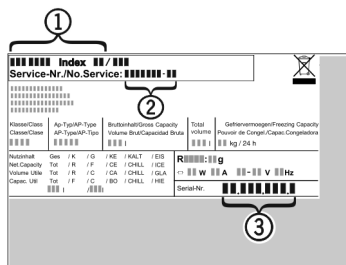 1
Index /
Service-Nr./No.Service: -
2
Klasse/Class Ap-Typ/AP-Type Bruttoinhalt/Gross Capacity Total Gefriervermoegen/Freezing Capacity
Classe/Clase AP-Type/AP-Tipo Volume Brut/Capacidad Bruta volume Pouvoir de Congel./Capac.Congeladora
l l kg / 24 h
Nutzinhalt Ges / K / G / KE / KALT / EIS
Net Capacity Tot / R / F / CE / CHILL / ICE
Volume Utile Tot / R / C / CA / CHILL / GLA
Capac. Util Tot / F / C / BO / CHILL / HIE
l / l
R : g
W A - V Hz
Serial-Nr. . . .
3